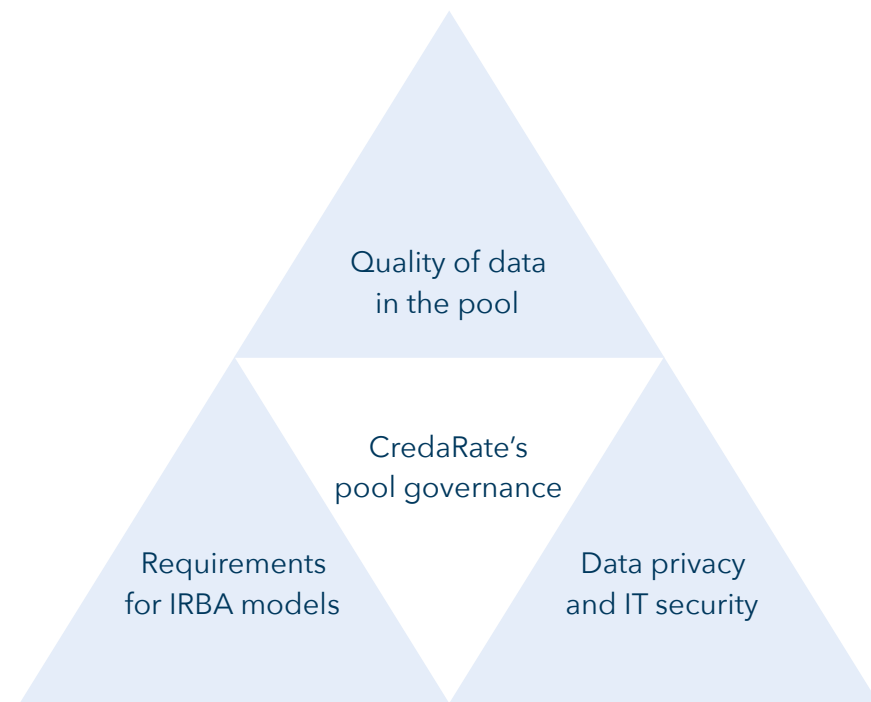 Quality of data
in the pool
CredaRate’s
pool governance
Requirements
for IRBA models
Data privacy
and IT security